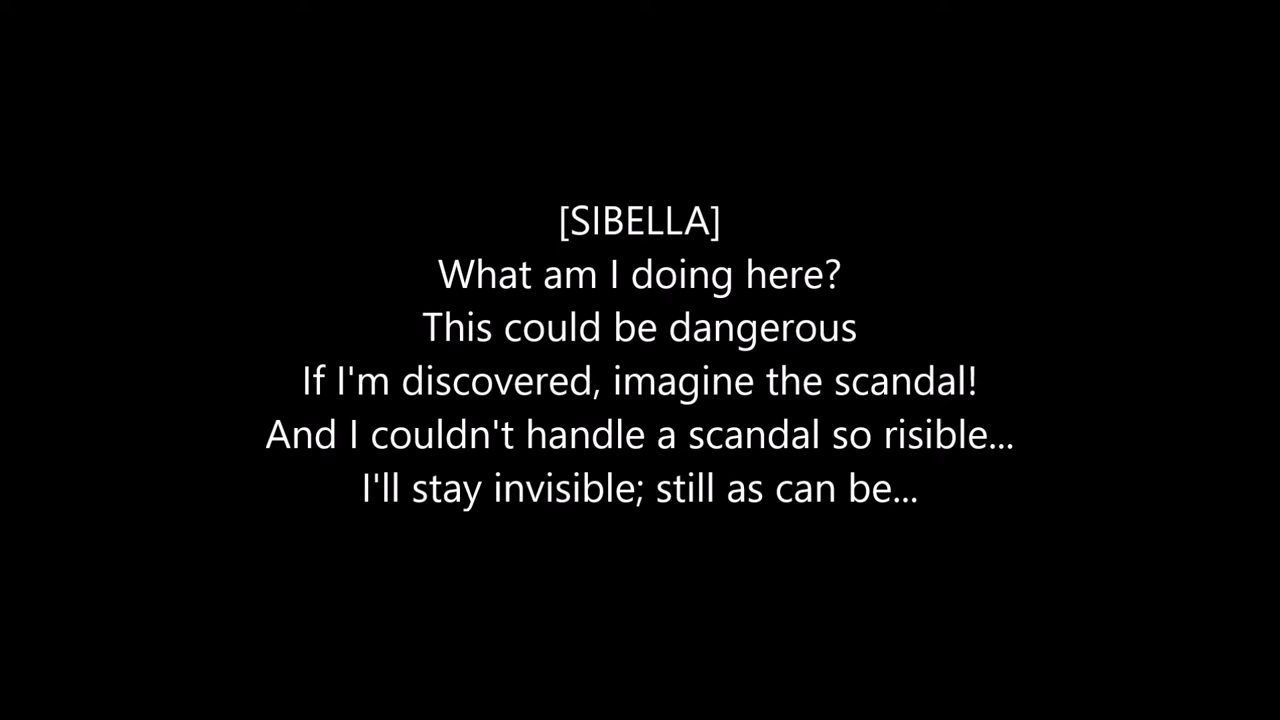 [SIBELLA]
What am I doing here?
This could be dangerous
If I'm discovered, imagine the scandal!
And I couldn't handle a scandal so risible...
I'll stay invisible; still as can be...